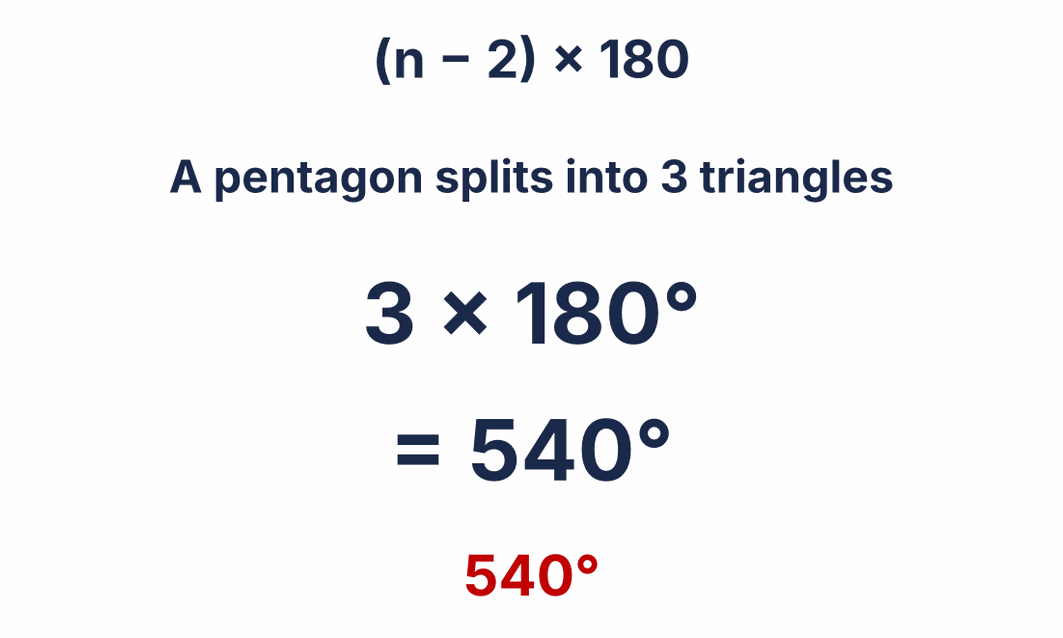 (n − 2) × 180
A pentagon splits into 3 triangles
3 × 180°
= 540°
540°